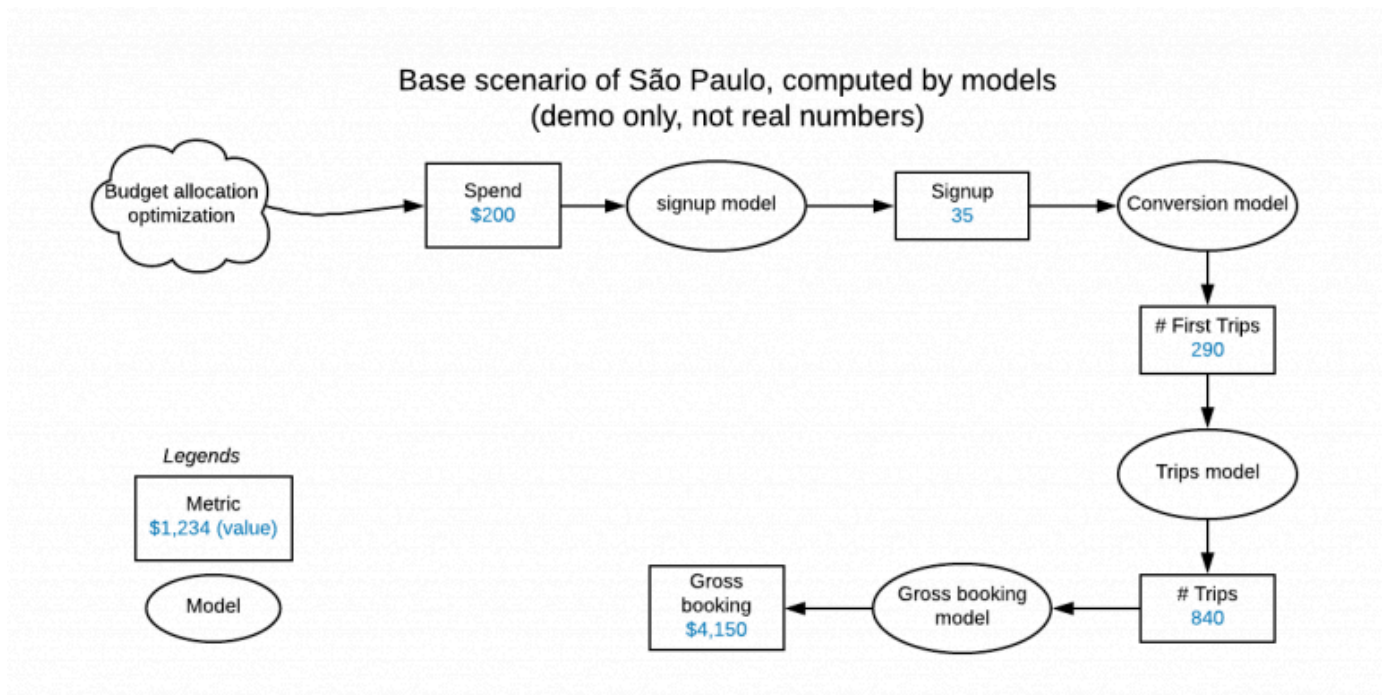 Base scenario of São Paulo, computed by models
(demo only, not real numbers)
Budget allocation
optimization
Spend
$200
signup model
Signup
35
Conversion model
# First Trips
290
Trips model
# Trips
840
Gross booking
model
Gross
booking
$4,150
Legends
Metric
$1,234 (value)
Model